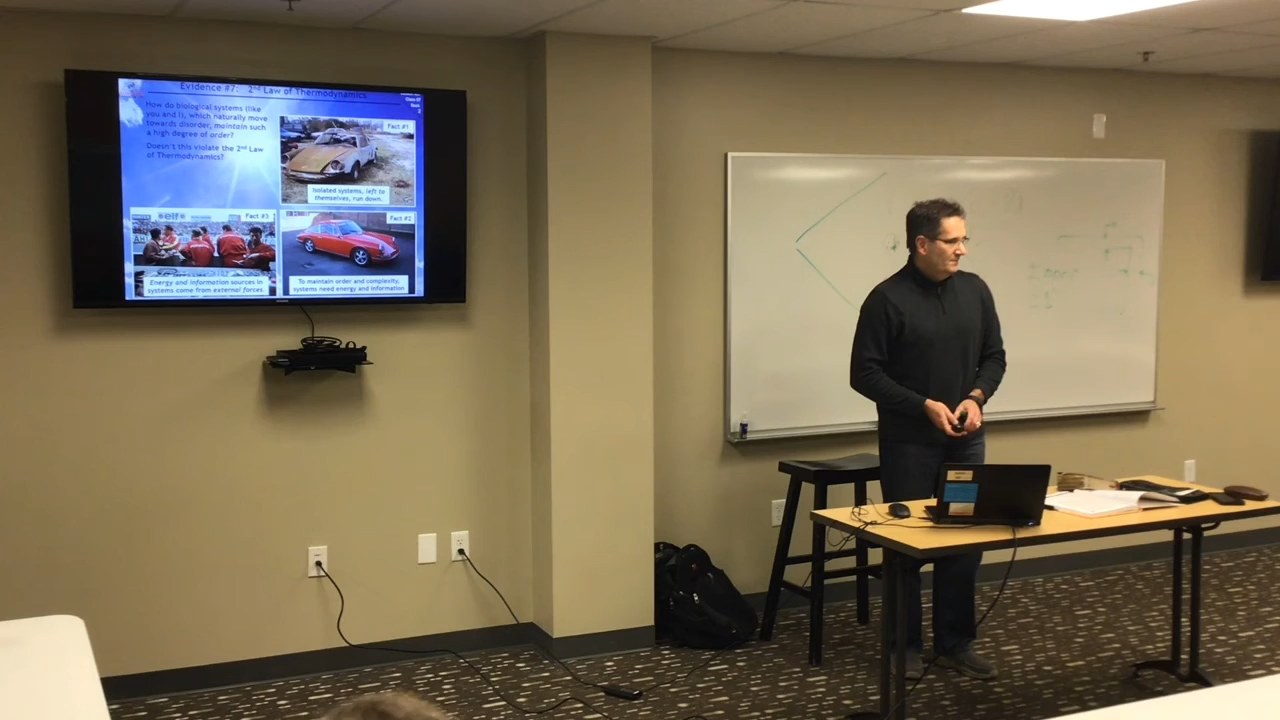 Evidence #7: 2nd Law of Thermodynamics
Class 07
How do biological systems (like
you and I), which naturally move
towards disorder, maintain such
a high degree of order?
Doesn't this violate the 2nd Law
of Thermodynamics?
Fact #1
Isolated systems, left to
themselves, run down.
Fact #3
elf
Energy and information sources in
systems come from external forces.
Fact #2
To maintain order and complexity,
systems need energy and information